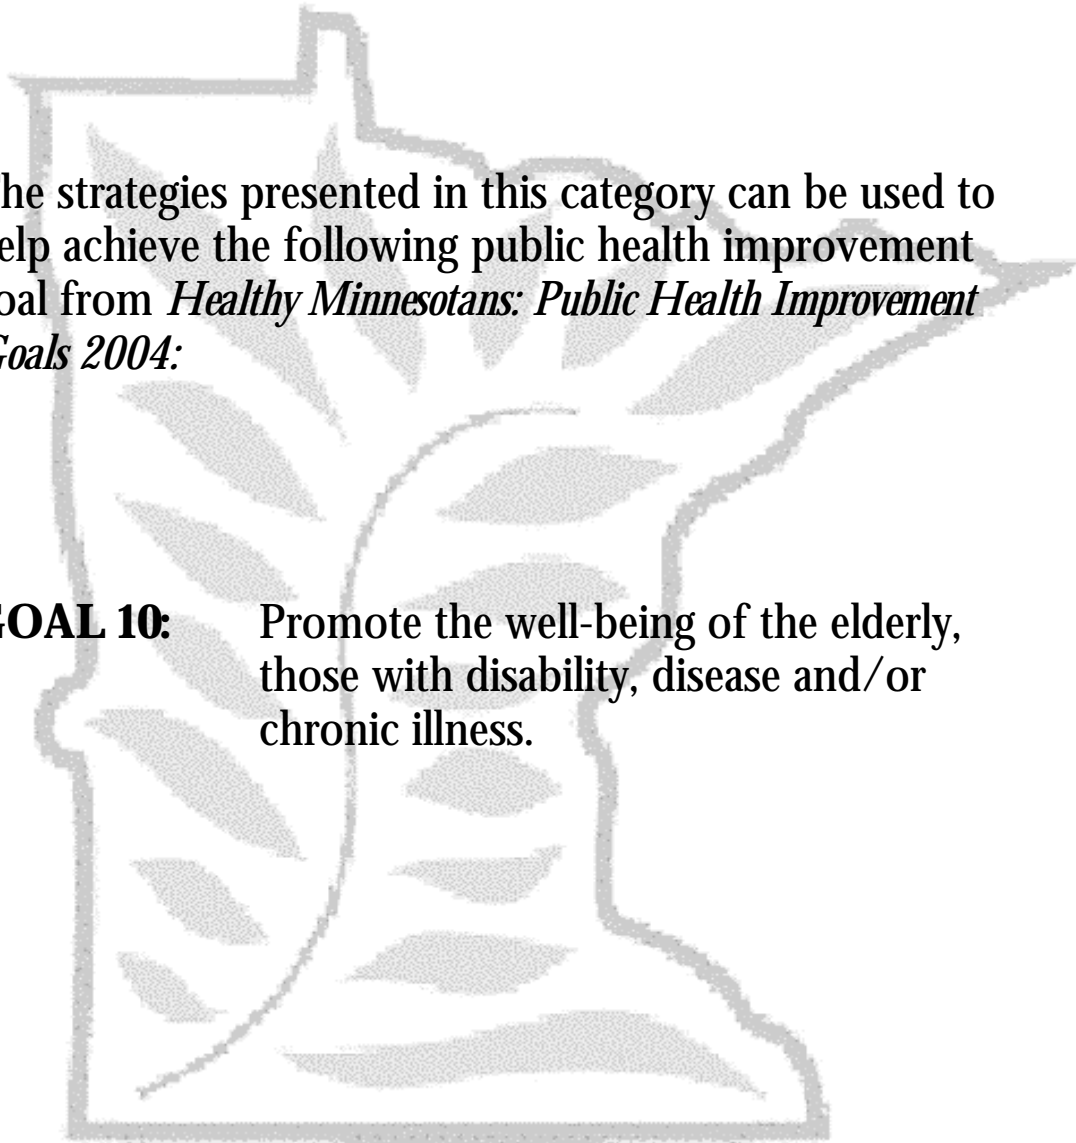 he strategies presented in this category can be used to
elp achieve the following public health improvement
oal from Healthy Minnesotans: Public Health Improvement
Goals 2004:
GOAL 10: Promote the well-being of the elderly,
those with disability, disease and/or
chronic illness.